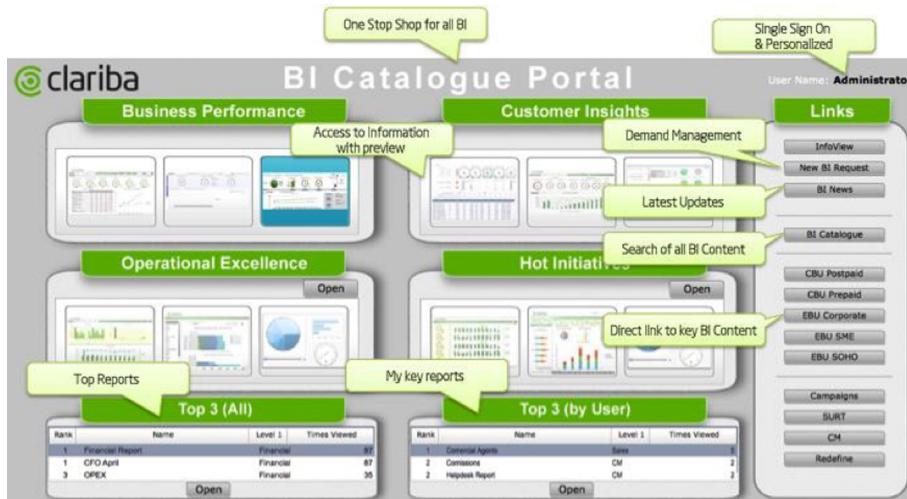 One Stop Shop for all BI
Single Sign On
& Personalized
clariba
BI Catalogue Portal
User Name: Administrato
Business Performance
Customer Insights
Links
Access to Information
with preview
Demand Management
InfoView
New BI Request
BI News
Latest Updates
Search of all BI Content
BI Catalogue
Operational Excellence
Hot Initiatives
Open
Open
CBU Postpaid
CBU Prepaid
EBU Corporate
EBU SME
EBU SOHO
Direct link to key BI Content
Top Reports
My key reports
Campaigns
SURT
CM
Redefine
Top 3 (All)
Rank Name Level 1 Times Viewed
1 Financial Report Financial 87
1 CFO April Financial 87
3 OPEX Financial 35
Open
Top 3 (by User)
Rank Name Level 1 Times Viewed
1 Comercial Agents Sales
2 Comissions CM 2
2 Helpdesk Report CM 2
Open